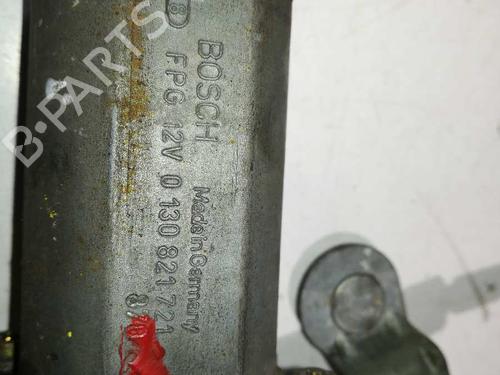 BOSCH Made in Germany
FPG 12V 0 130 821 721
B-PARTS